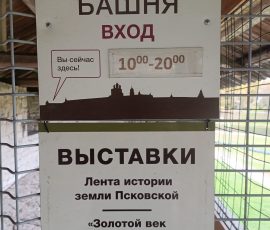 БАШНЯ
ВХОД
Вы сейчас
здесь!
10⁰⁰-20⁰⁰
ВЫСТАВКИ
Лента истории
земли Псковской
«Золотой век